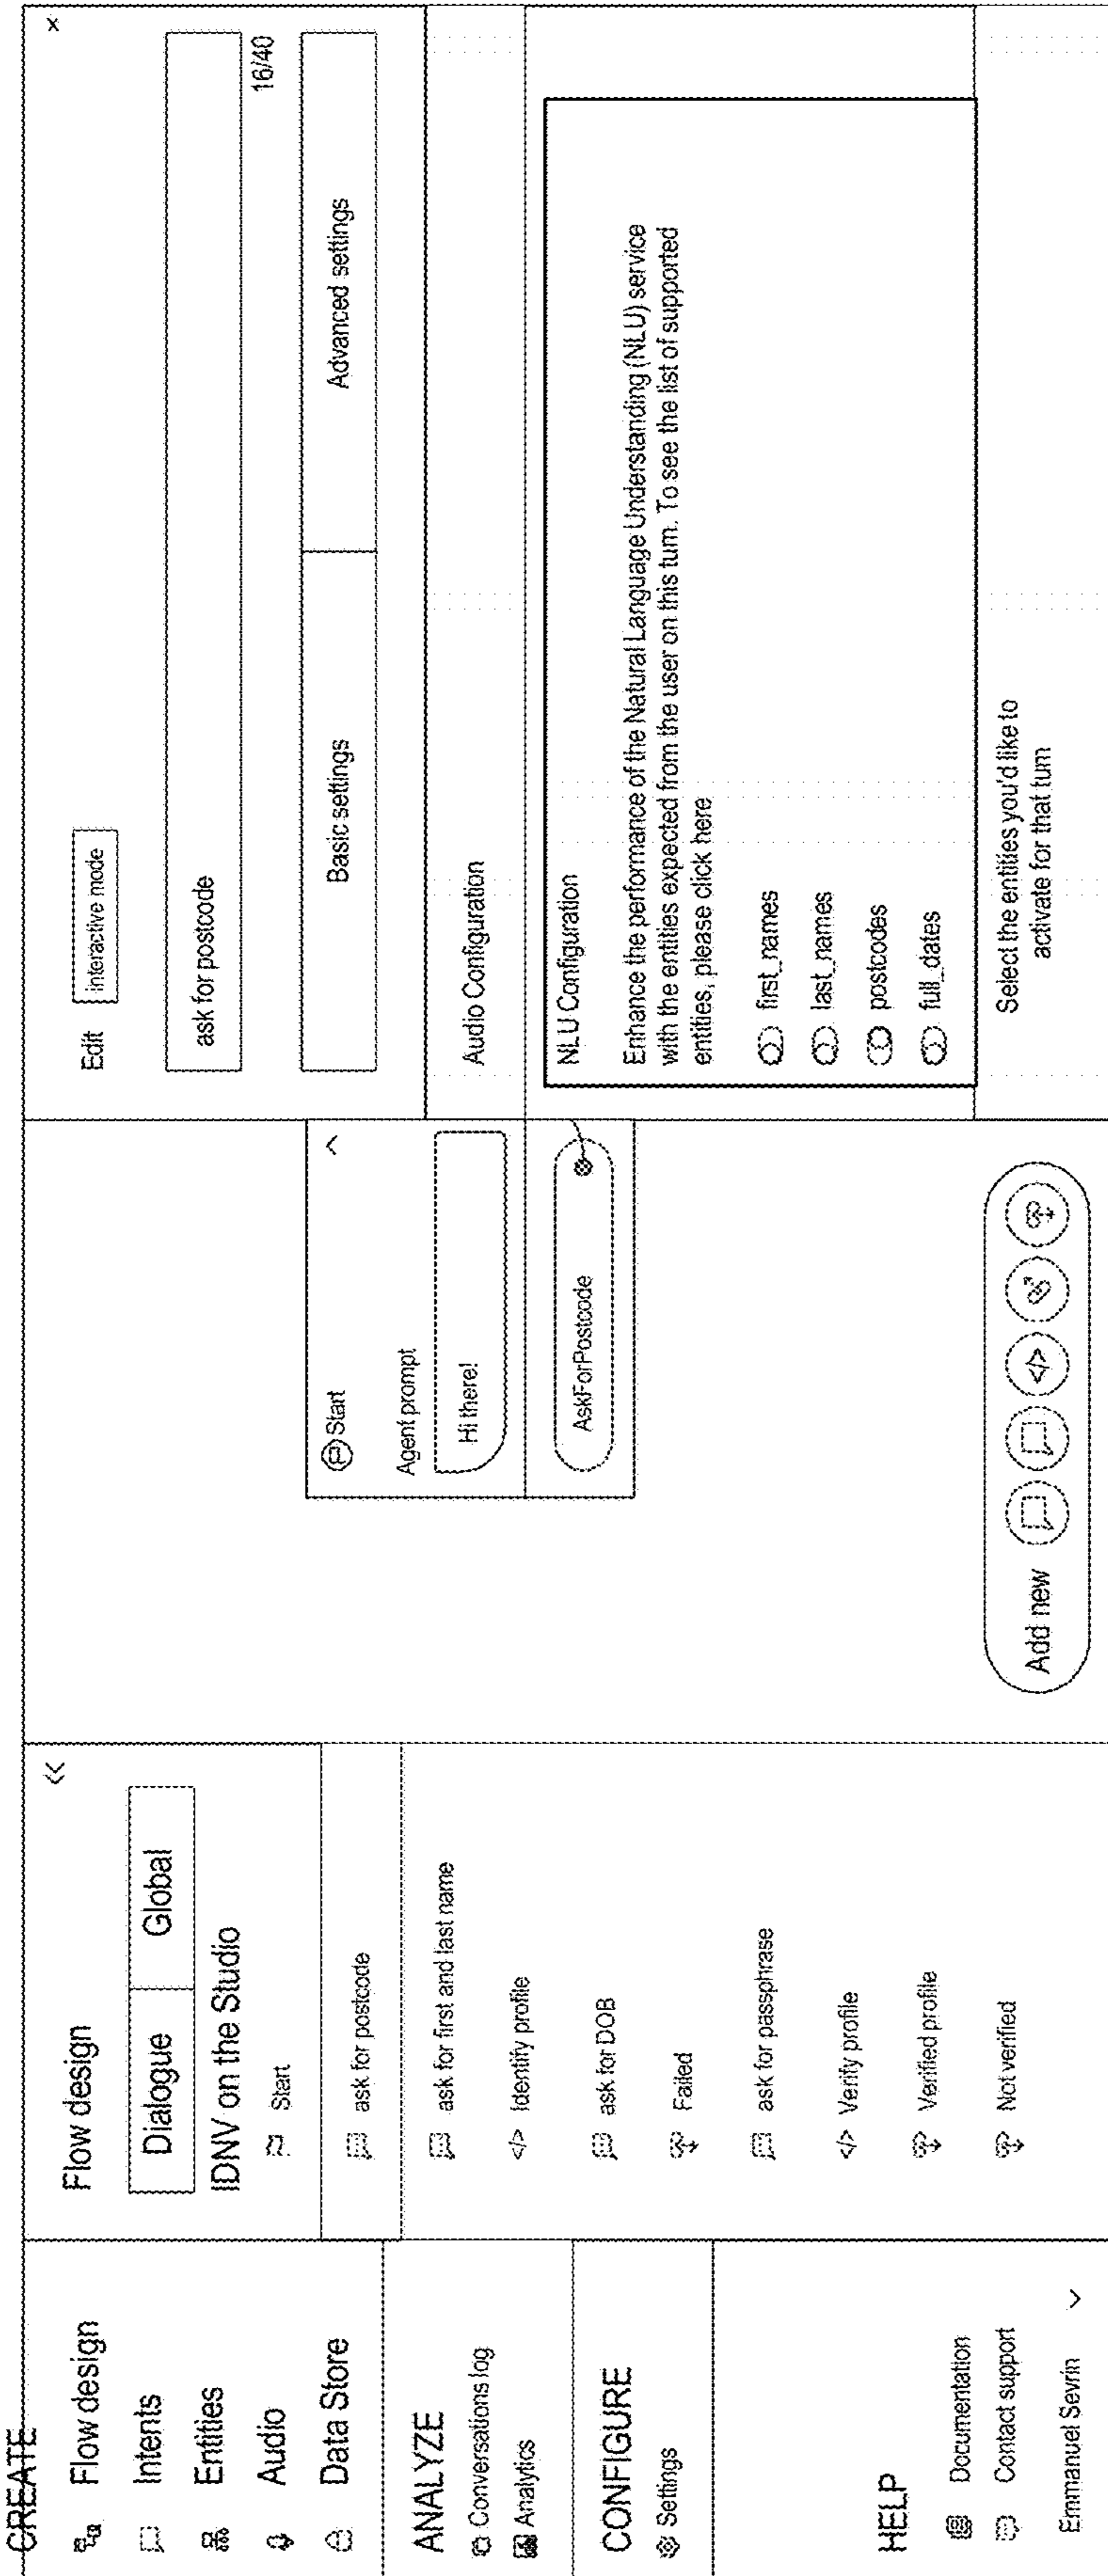 CREATE
Flow design
Intents
Entities
Audio
Data Store
ANALYZE
Conversations log
Analytics
CONFIGURE
Settings
HELP
Documentation
Contact support
Emmanuel Sevrin
Flow design
Dialogue
Global
IDNV on the Studio
Start
ask for postcode
ask for first and last name
</> Identify profile
ask for DOB
Failed
ask for passphrase
</> Verify profile
Verified profile
Not verified
Start
Agent prompt
Hi there!
AskForPostcode
Add new
</>
Edit
interactive mode
x
ask for postcode
16/40
Basic settings
Advanced settings
Audio Configuration
NLU Configuration
Enhance the performance of the Natural Language Understanding (NLU) service
with the entities expected from the user on this turn. To see the list of supported
entities, please click here
first_names
last_names
postcodes
full_dates
Select the entities you'd like to
activate for that turn